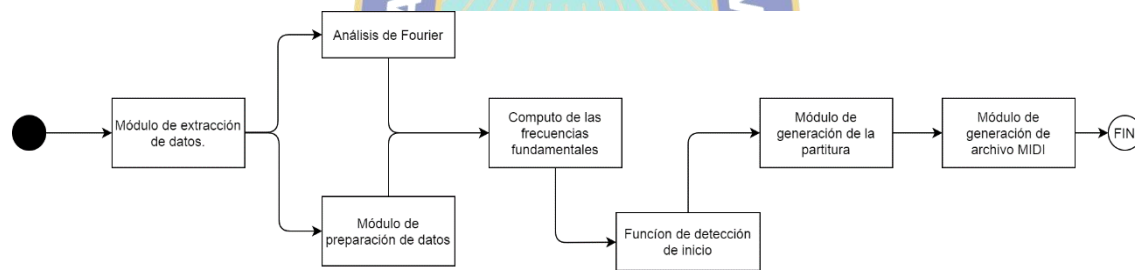 Análisis de Fourier
Módulo de extracción
de datos.
Módulo de
preparación de datos
Computo de las
frecuencias
fundamentales
Funcíon de detección
de inicio
Módulo de
generación de la
partitura
Módulo de
generación de
archivo MIDI
FIN